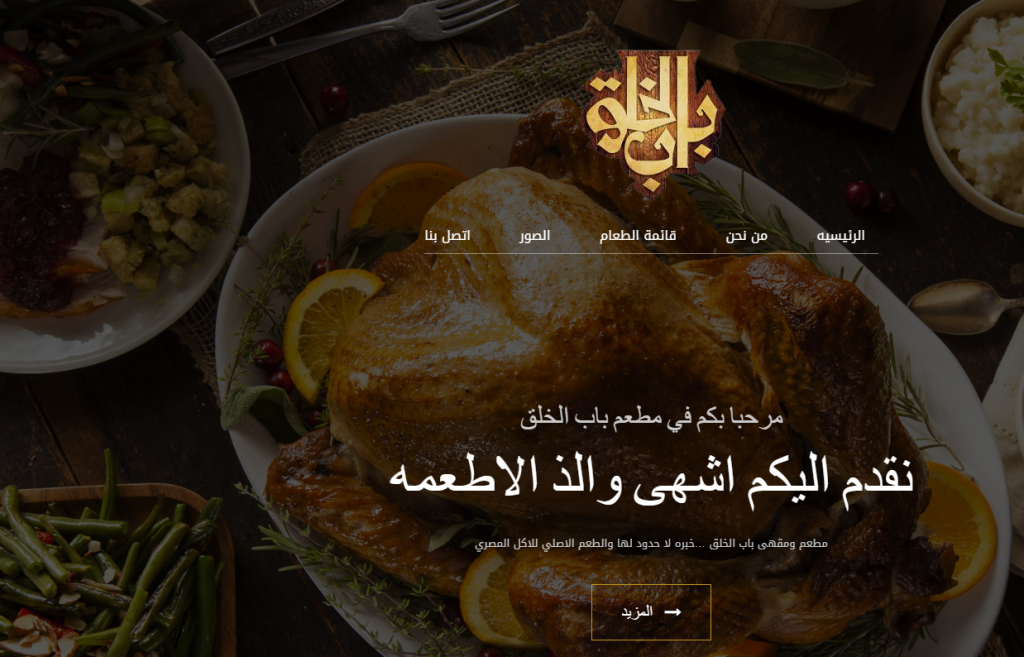 باب الخلق
الرئيسيه من نحن قائمة الطعام الصور اتصل بنا
مرحبا بكم في مطعم باب الخلق
نقدم اليكم اشهى والذ الاطعمه
مطعم ومقهى باب الخلق ...خبره لا حدود لها والطعم الاصلي للاكل المصري
المزيد